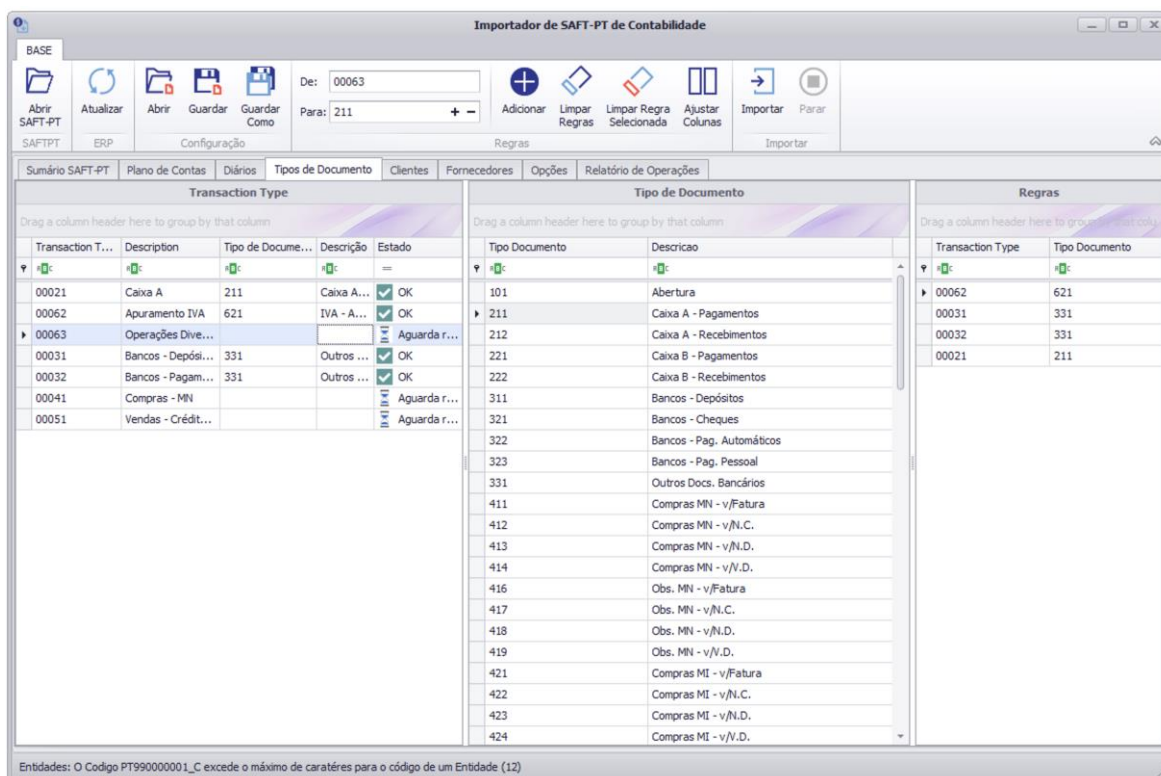 Importador de SAFT-PT de Contabilidade
BASE
Abrir SAFT-PT
Atualizar
Abrir
Guardar
Guardar Como
De: 00063
Para: 211
Adicionar
Limpar Regras
Limpar Regra Selecionada
Ajustar Colunas
Importar
Parar
SAFTPT
ERP
Configuração
Regras
Importar
Sumário SAFT-PT
Plano de Contas
Diários
Tipos de Documento
Clientes
Fornecedores
Opções
Relatório de Operações
Transaction Type
Drag a column header here to group by that column
Transaction T... Description Tipo de Docume... Descrição Estado
00021 Caixa A 211 Caixa A... OK
00062 Apuramento IVA 621 IVA - A... OK
00063 Operações Dive... Aguarda r...
00031 Bancos - Depósi... 331 Outros ... OK
00032 Bancos - Pagam... 331 Outros ... OK
00041 Compras - MN Aguarda r...
00051 Vendas - Crédit... Aguarda r...
Tipo de Documento
Drag a column header here to group by that column
Tipo Documento Descricao
101 Abertura
211 Caixa A - Pagamentos
212 Caixa A - Recebimentos
221 Caixa B - Pagamentos
222 Caixa B - Recebimentos
311 Bancos - Depósitos
321 Bancos - Cheques
322 Bancos - Pag. Automáticos
323 Bancos - Pag. Pessoal
331 Outros Docs. Bancários
411 Compras MN - v/Fatura
412 Compras MN - v/N.C.
413 Compras MN - v/N.D.
414 Compras MN - v/V.D.
416 Obs. MN - v/Fatura
417 Obs. MN - v/N.C.
418 Obs. MN - v/N.D.
419 Obs. MN - v/V.D.
421 Compras MI - v/Fatura
422 Compras MI - v/N.C.
423 Compras MI - v/N.D.
424 Compras MI - v/V.D.
Regras
Drag a column header here to group by that colu
Transaction Type Tipo Documento
00062 621
00031 331
00032 331
00021 211
Entidades: O Codigo PT990000001_C excede o máximo de caratéres para o código de um Entidade (12)